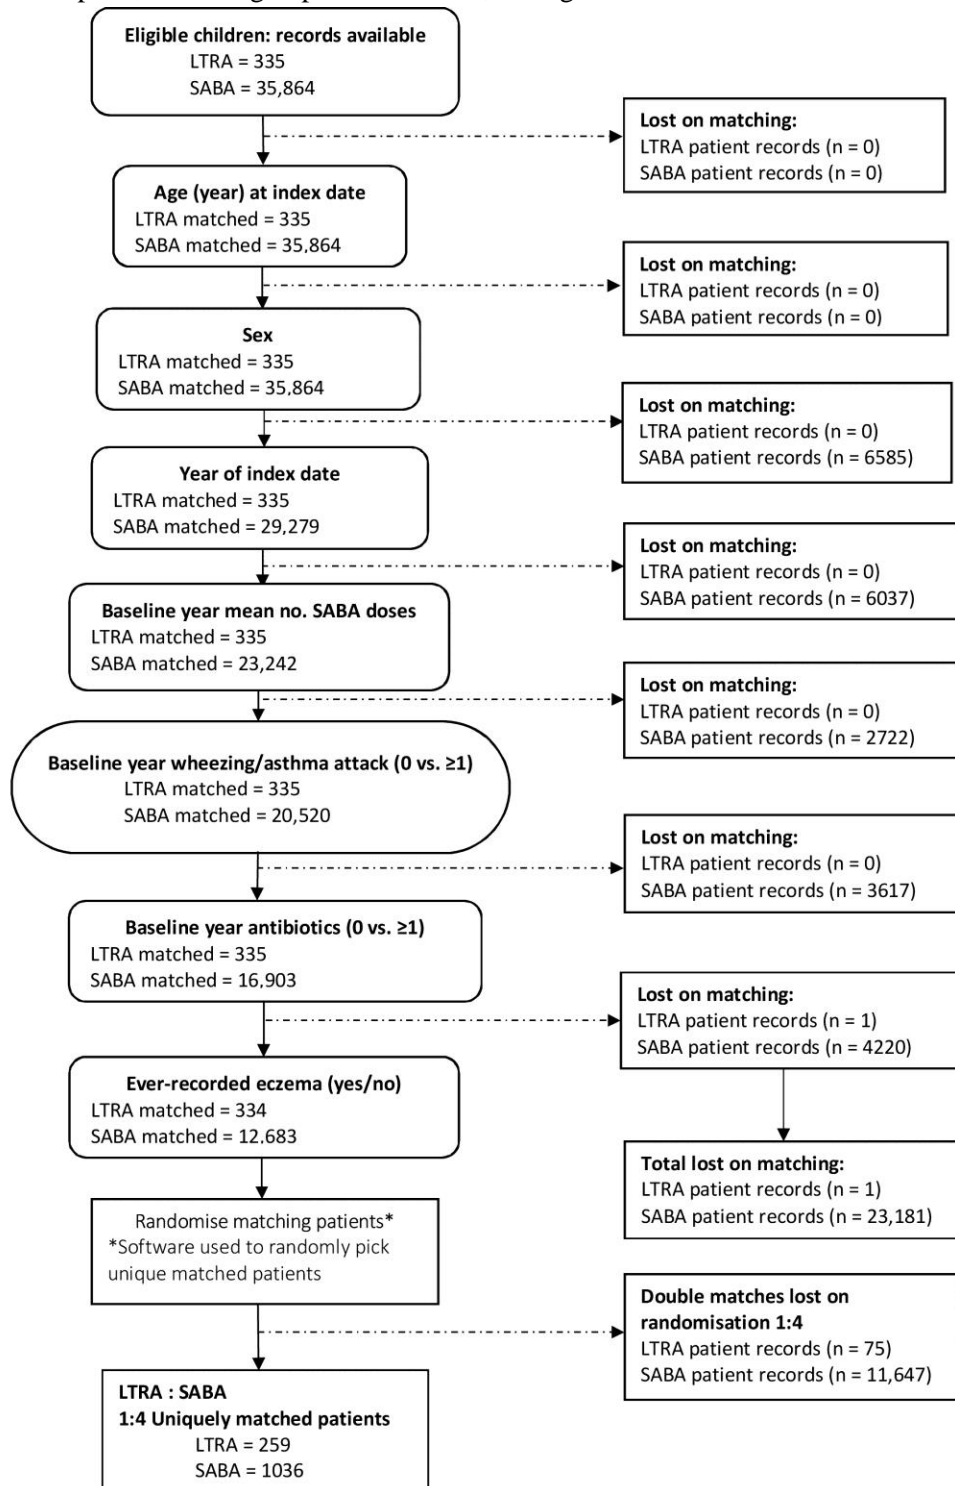 Eligible children: records available
LTRA = 335
SABA = 35,864
Lost on matching:
LTRA patient records (n = 0)
SABA patient records (n = 0)
Age (year) at index date
LTRA matched = 335
SABA matched = 35,864
Lost on matching:
LTRA patient records (n = 0)
SABA patient records (n = 0)
Sex
LTRA matched = 335
SABA matched = 35,864
Lost on matching:
LTRA patient records (n = 0)
SABA patient records (n = 6585)
Year of index date
LTRA matched = 335
SABA matched = 29,279
Lost on matching:
LTRA patient records (n = 0)
SABA patient records (n = 6037)
Baseline year mean no. SABA doses
LTRA matched = 335
SABA matched = 23,242
Lost on matching:
LTRA patient records (n = 0)
SABA patient records (n = 2722)
Baseline year wheezing/asthma attack (0 vs. ≥1)
LTRA matched = 335
SABA matched = 20,520
Lost on matching:
LTRA patient records (n = 0)
SABA patient records (n = 3617)
Baseline year antibiotics (0 vs. ≥1)
LTRA matched = 335
SABA matched = 16,903
Lost on matching:
LTRA patient records (n = 1)
SABA patient records (n = 4220)
Ever-recorded eczema (yes/no)
LTRA matched = 334
SABA matched = 12,683
Total lost on matching:
LTRA patient records (n = 1)
SABA patient records (n = 23,181)
Randomise matching patients*
*Software used to randomly pick
unique matched patients
Double matches lost on
randomisation 1:4
LTRA patient records (n = 75)
SABA patient records (n = 11,647)
LTRA : SABA
1:4 Uniquely matched patients
LTRA = 259
SABA = 1036